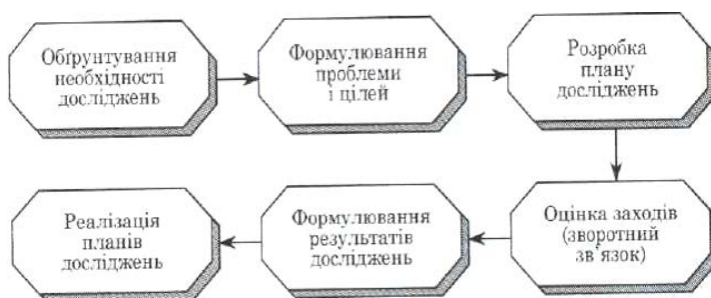 Обґрунтування
необхідності
досліджень
Формулювання
проблеми
і цілей
Розробка
плану
досліджень
Оцінка заходів
(зворотний
зв'язок)
Формулювання
результатів
досліджень
Реалізація
планів
досліджень